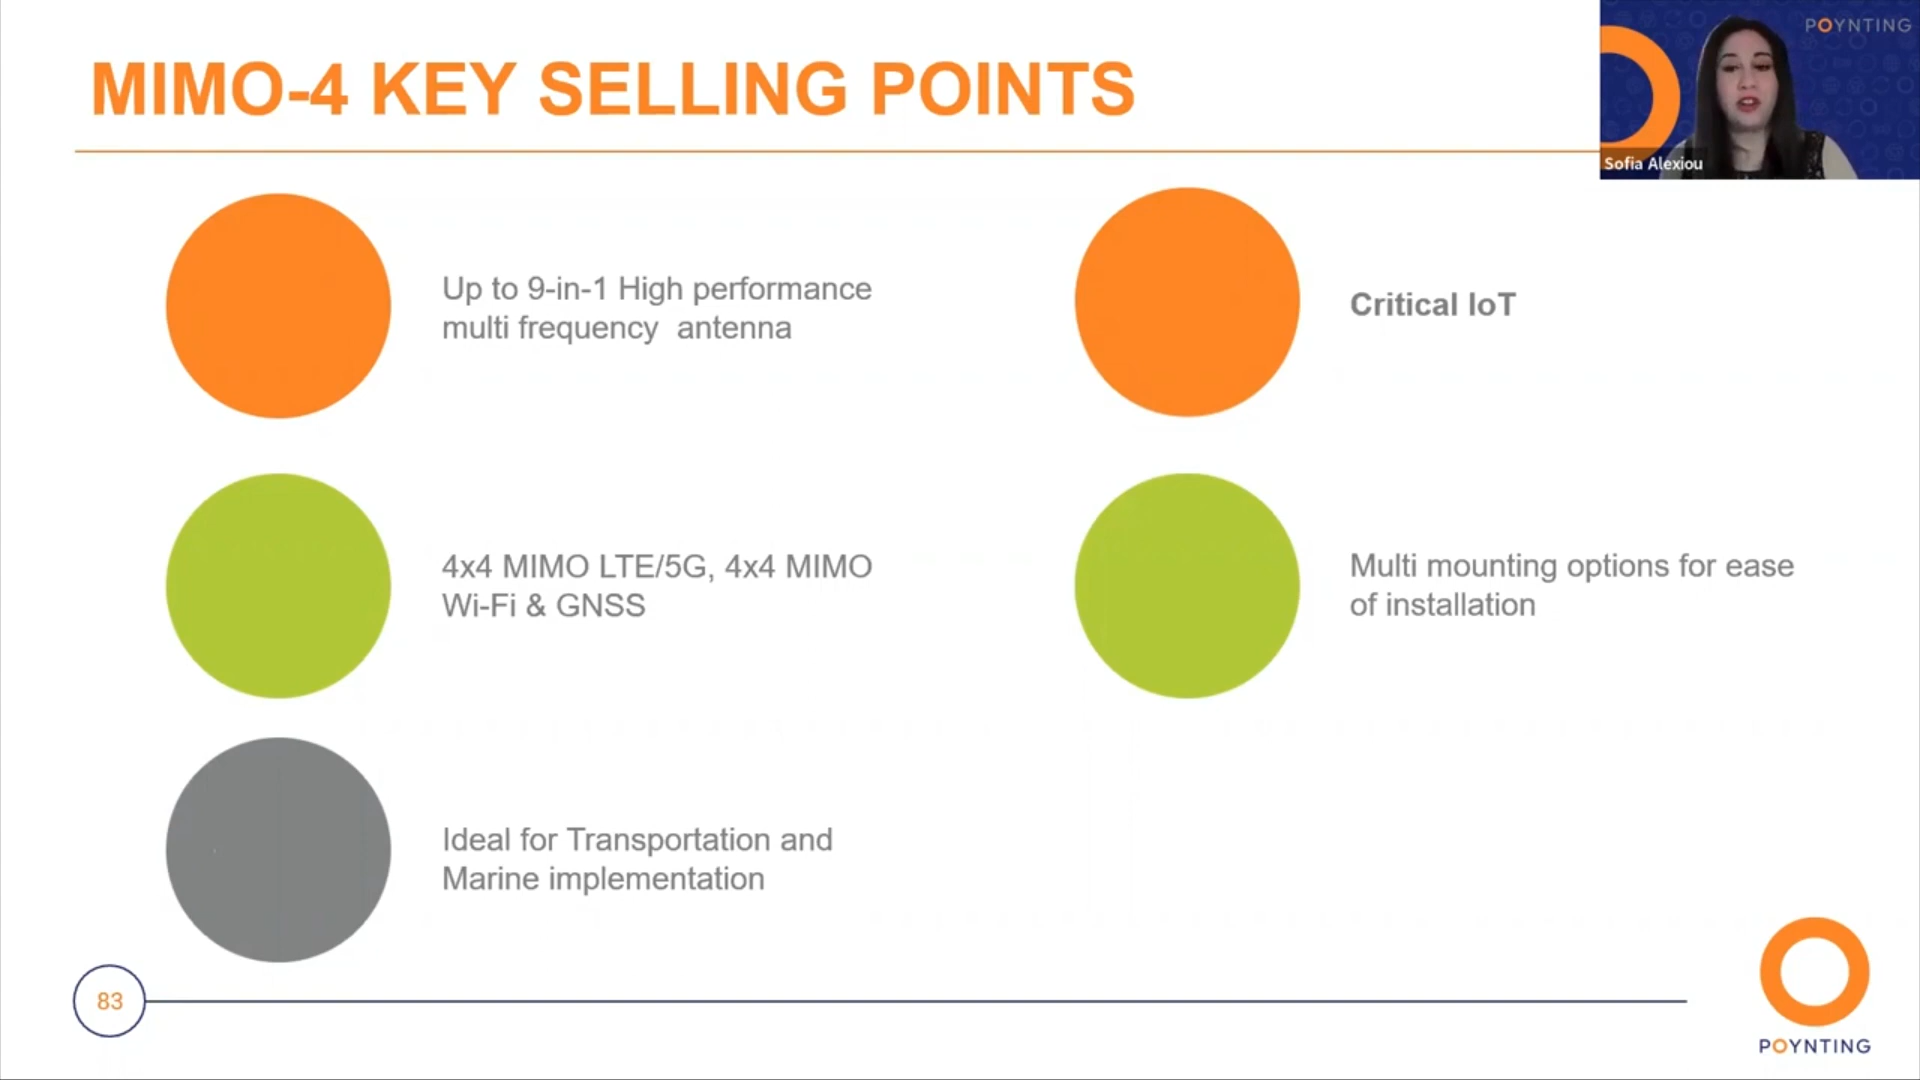 MIMO-4 KEY SELLING POINTS
POYNTING
Sofia Alexiou
Up to 9-in-1 High performance
multi frequency  antenna
Critical IoT
4x4 MIMO LTE/5G, 4x4 MIMO
Wi-Fi & GNSS
Multi mounting options for ease
of installation
Ideal for Transportation and
Marine implementation
83
POYNTING